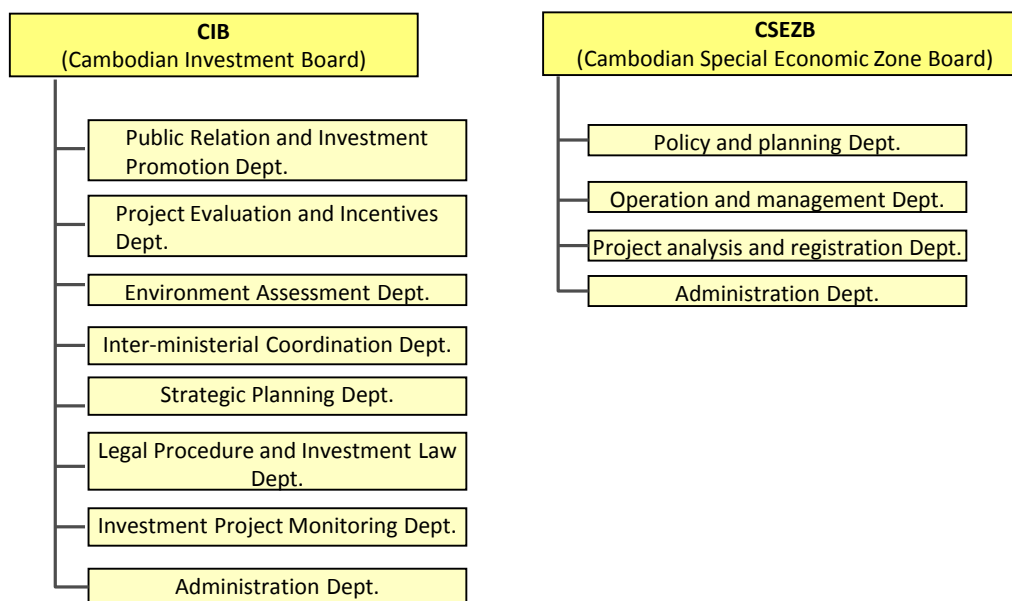 CIB
(Cambodian Investment Board)
Public Relation and Investment
Promotion Dept.
Project Evaluation and Incentives
Dept.
Environment Assessment Dept.
Inter-ministerial Coordination Dept.
Strategic Planning Dept.
Legal Procedure and Investment Law
Dept.
Investment Project Monitoring Dept.
Administration Dept.
CSEZB
(Cambodian Special Economic Zone Board)
Policy and planning Dept.
Operation and management Dept.
Project analysis and registration Dept.
Administration Dept.